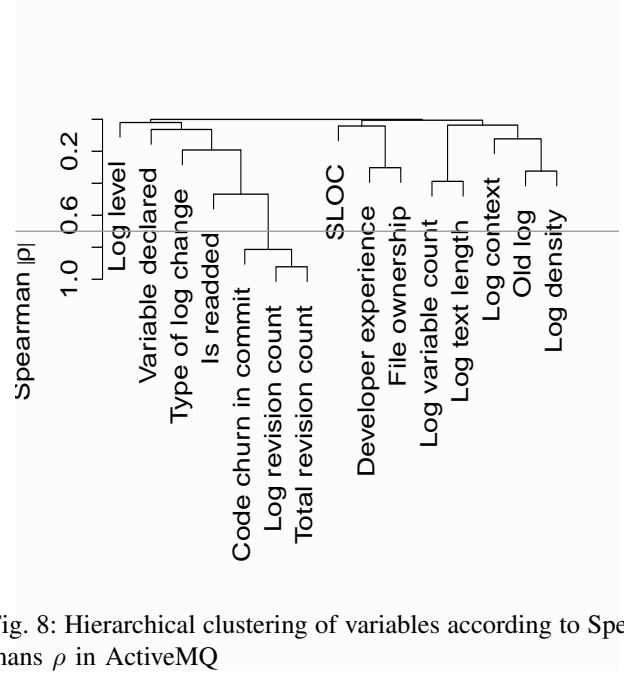 Spearman |ρ|
0.2
0.6
1.0
Log level
Variable declared
Type of log change
Is readded
Code churn in commit
Log revision count
Total revision count
SLOC
Developer experience
File ownership
Log variable count
Log text length
Log context
Old log
Log density
ig. 8: Hierarchical clustering of variables according to Spe
mans ρ in ActiveMQ